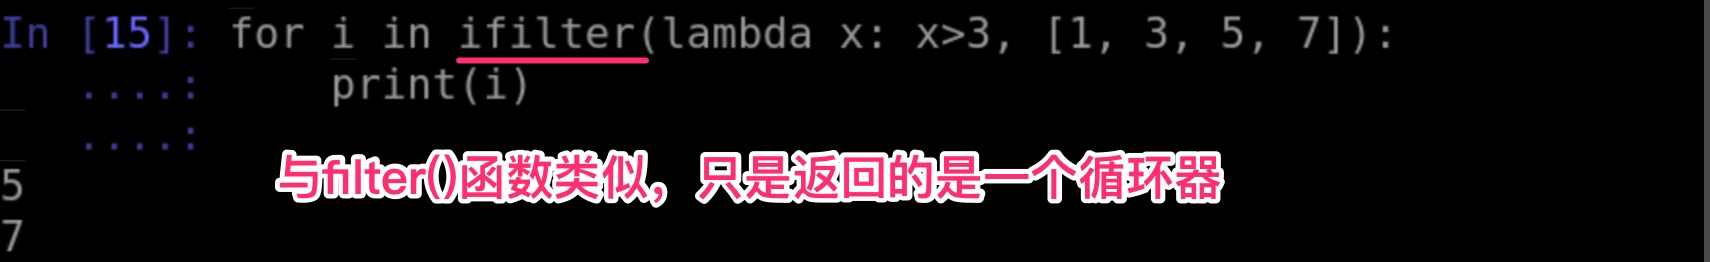 In [15]: for i in ifilter(lambda x: x>3, [1, 3, 5, 7]):
....:     print(i)
....:
与filter()函数类似，只是返回的是一个循环器
5
7